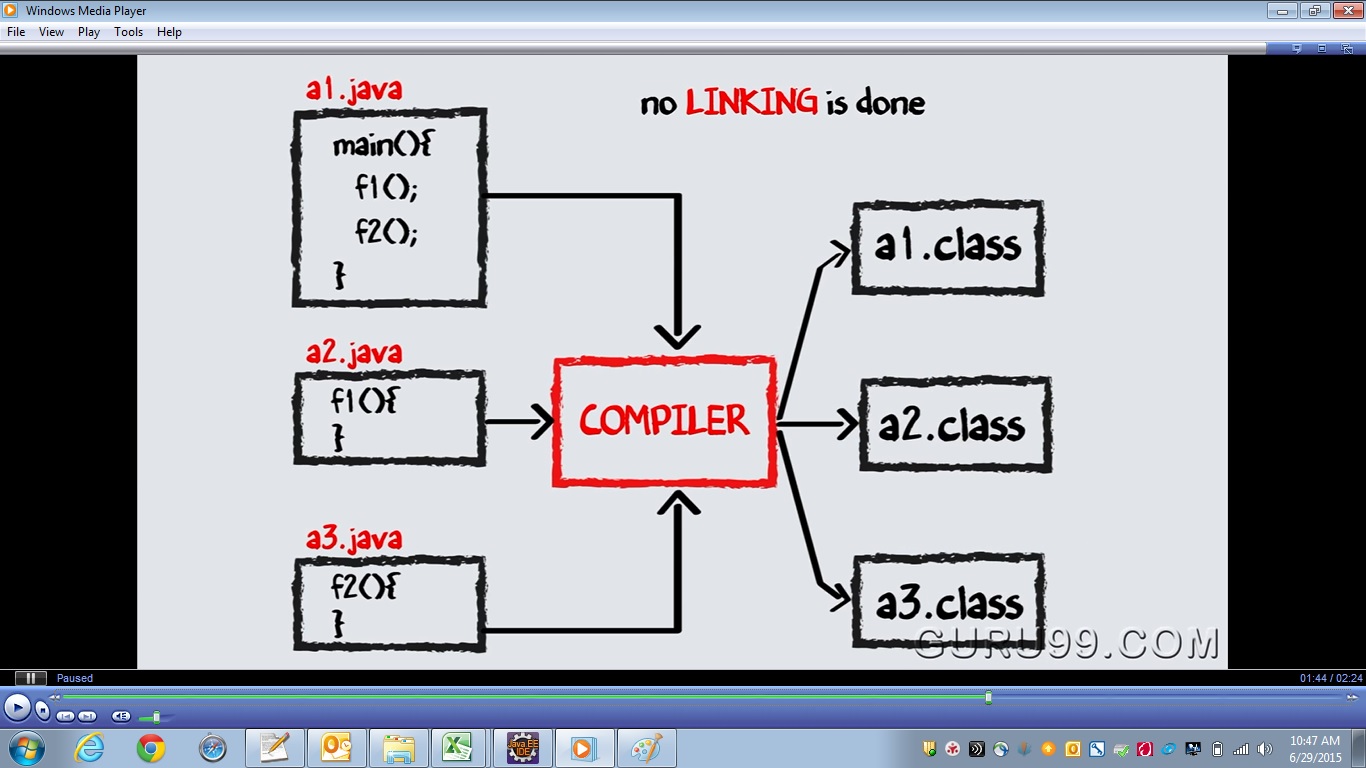 Windows Media Player
File View Play Tools Help
a1.java
no LINKING is done
main(){
f1();
f2();
}
a1.class
a2.java
f1(){
}
COMPILER
a2.class
a3.java
f2(){
}
a3.class
GURU99.COM
Paused
01:44 / 02:24
Java EE
IDE
10:47 AM
6/29/2015